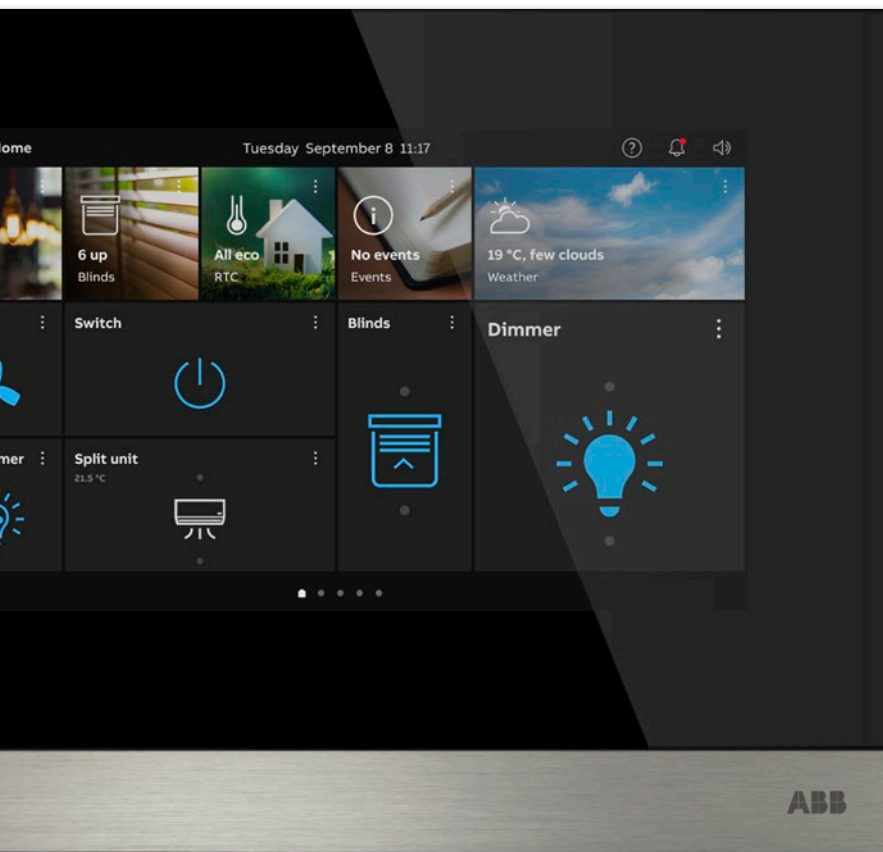 Home
Tuesday September 8 11:17
6 up
Blinds
All eco
RTC
No events
Events
19 °C, few clouds
Weather
Switch
Blinds
Dimmer
mer
Split unit
21.5 °C
ABB